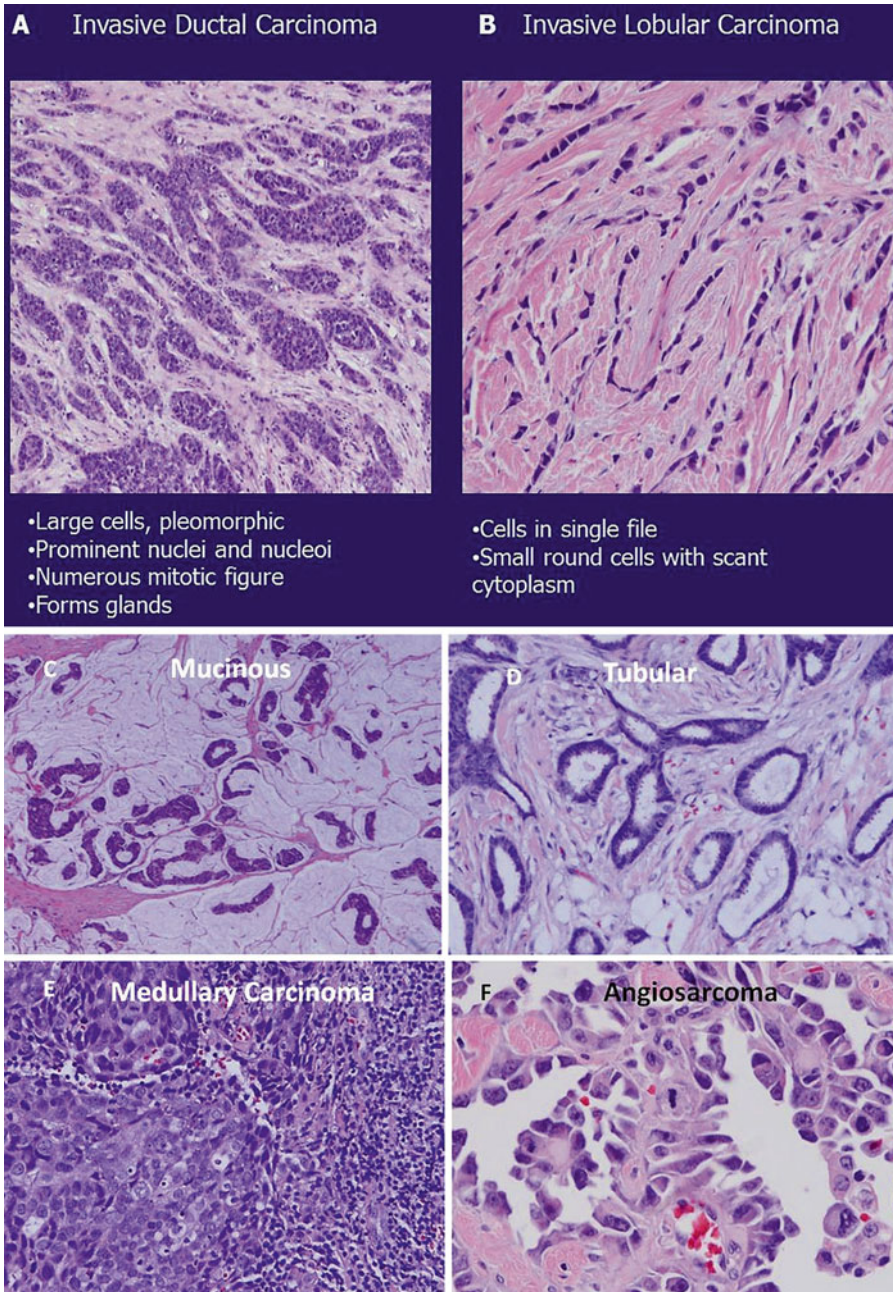 A Invasive Ductal Carcinoma
B Invasive Lobular Carcinoma
•Large cells, pleomorphic
•Prominent nuclei and nucleoi
•Numerous mitotic figure
•Forms glands
•Cells in single file
•Small round cells with scant
cytoplasm
C Mucinous
D Tubular
E Medullary Carcinoma
F Angiosarcoma